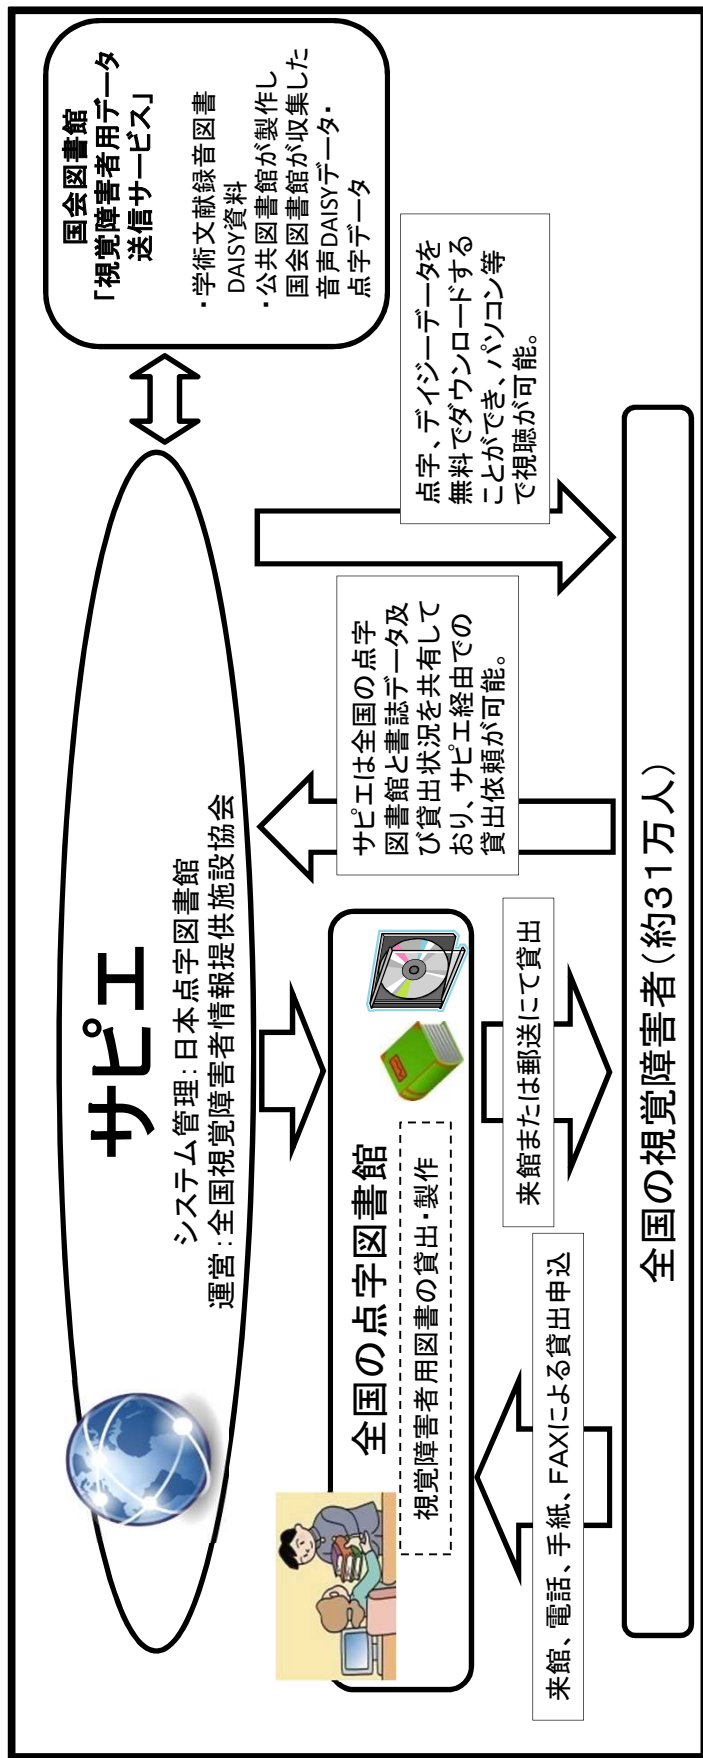 サピエ
システム管理：日本点字図書館
運営：全国視覚障害者情報提供施設協会
国会図書館
「視覚障害者用データ
送信サービス」
・学術文献録音図書
DAISY資料
・公共図書館が製作し
国会図書館が収集した
音声DAISYデータ・
点字データ
全国の点字図書館
視覚障害者用図書の貸出・製作
サピエは全国の点字
図書館と書誌データ及
び貸出状況を共有して
おり、サピエ経由での
貸出依頼が可能。
点字、デイジーデータを
無料でダウンロードする
ことができ、パソコン等
で視聴が可能。
来館、電話、手紙、FAXによる貸出申込
来館または郵送にて貸出
全国の視覚障害者（約３１万人）